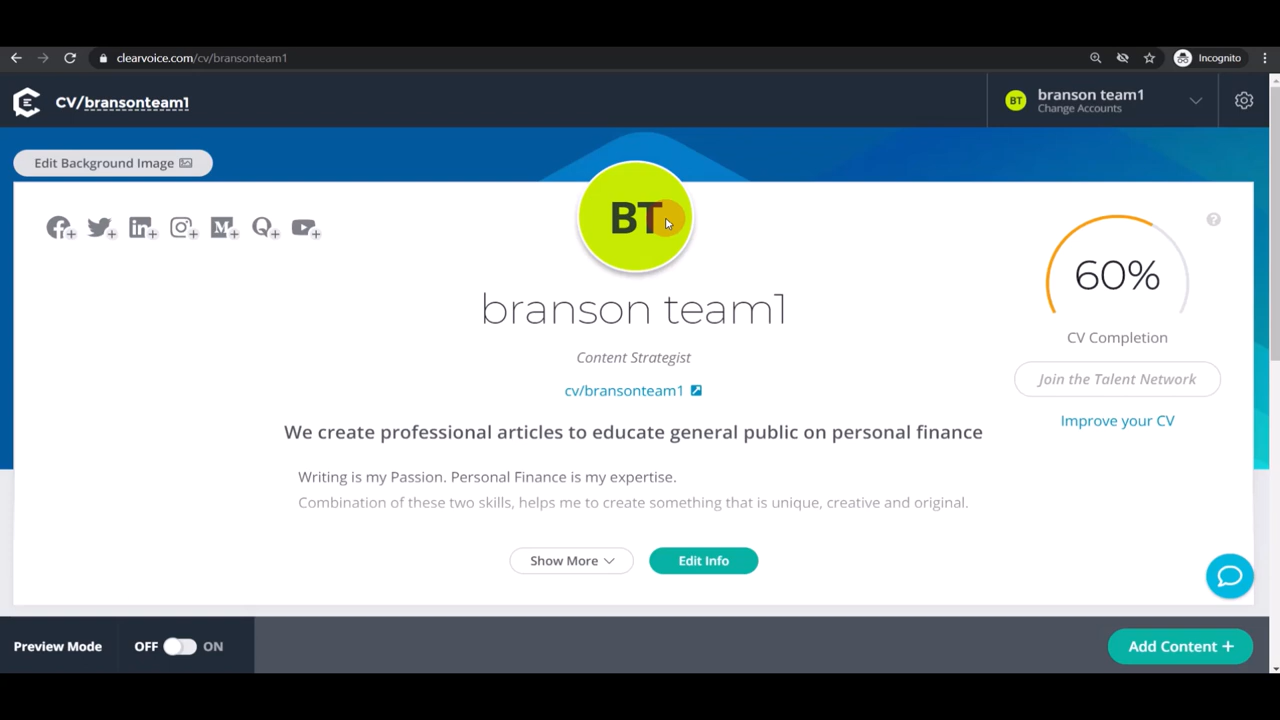 clearvoice.com/cv/bransonteam1
Incognito
CV/bransonteam1
BT
branson team1
Change Accounts
Edit Background Image
BT
60%
branson team1
CV Completion
Content Strategist
Join the Talent Network
cv/bransonteam1
Improve your CV
We create professional articles to educate general public on personal finance
Writing is my Passion. Personal Finance is my expertise.
Combination of these two skills, helps me to create something that is unique, creative and original.
Show More
Edit Info
Preview Mode
OFF
ON
Add Content +